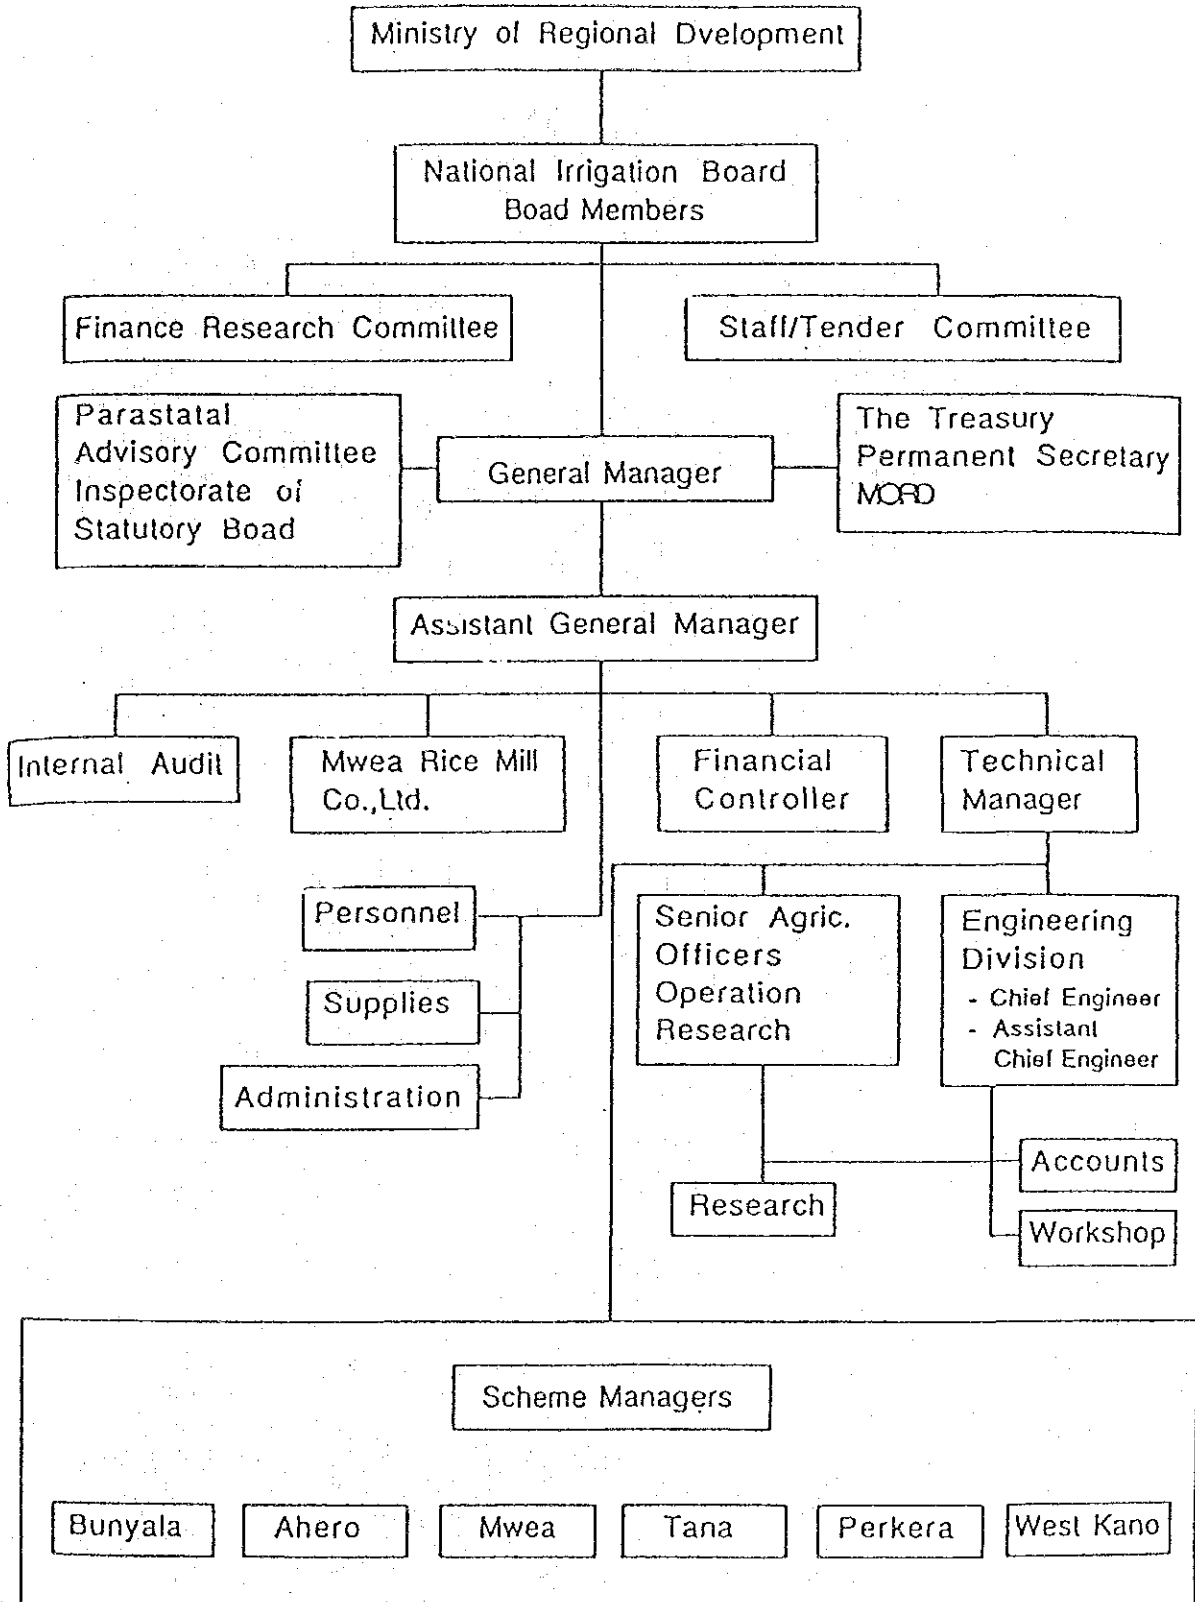 Ministry of Regional Dvelopment
National Irrigation Board
Boad Members
Finance Research Committee
Staff/Tender Committee
Parastatal
Advisory Committee
Inspectorate of
Statutory Boad
General Manager
The Treasury
Permanent Secretary
MORD
Assistant General Manager
Internal Audit
Mwea Rice Mill
Co.,Ltd.
Financial
Controller
Technical
Manager
Personnel
Supplies
Administration
Senior Agric.
Officers
Operation
Research
Engineering
Division
- Chief Engineer
- Assistant
Chief Engineer
Accounts
Research
Workshop
Scheme Managers
Bunyala
Ahero
Mwea
Tana
Perkera
West Kano